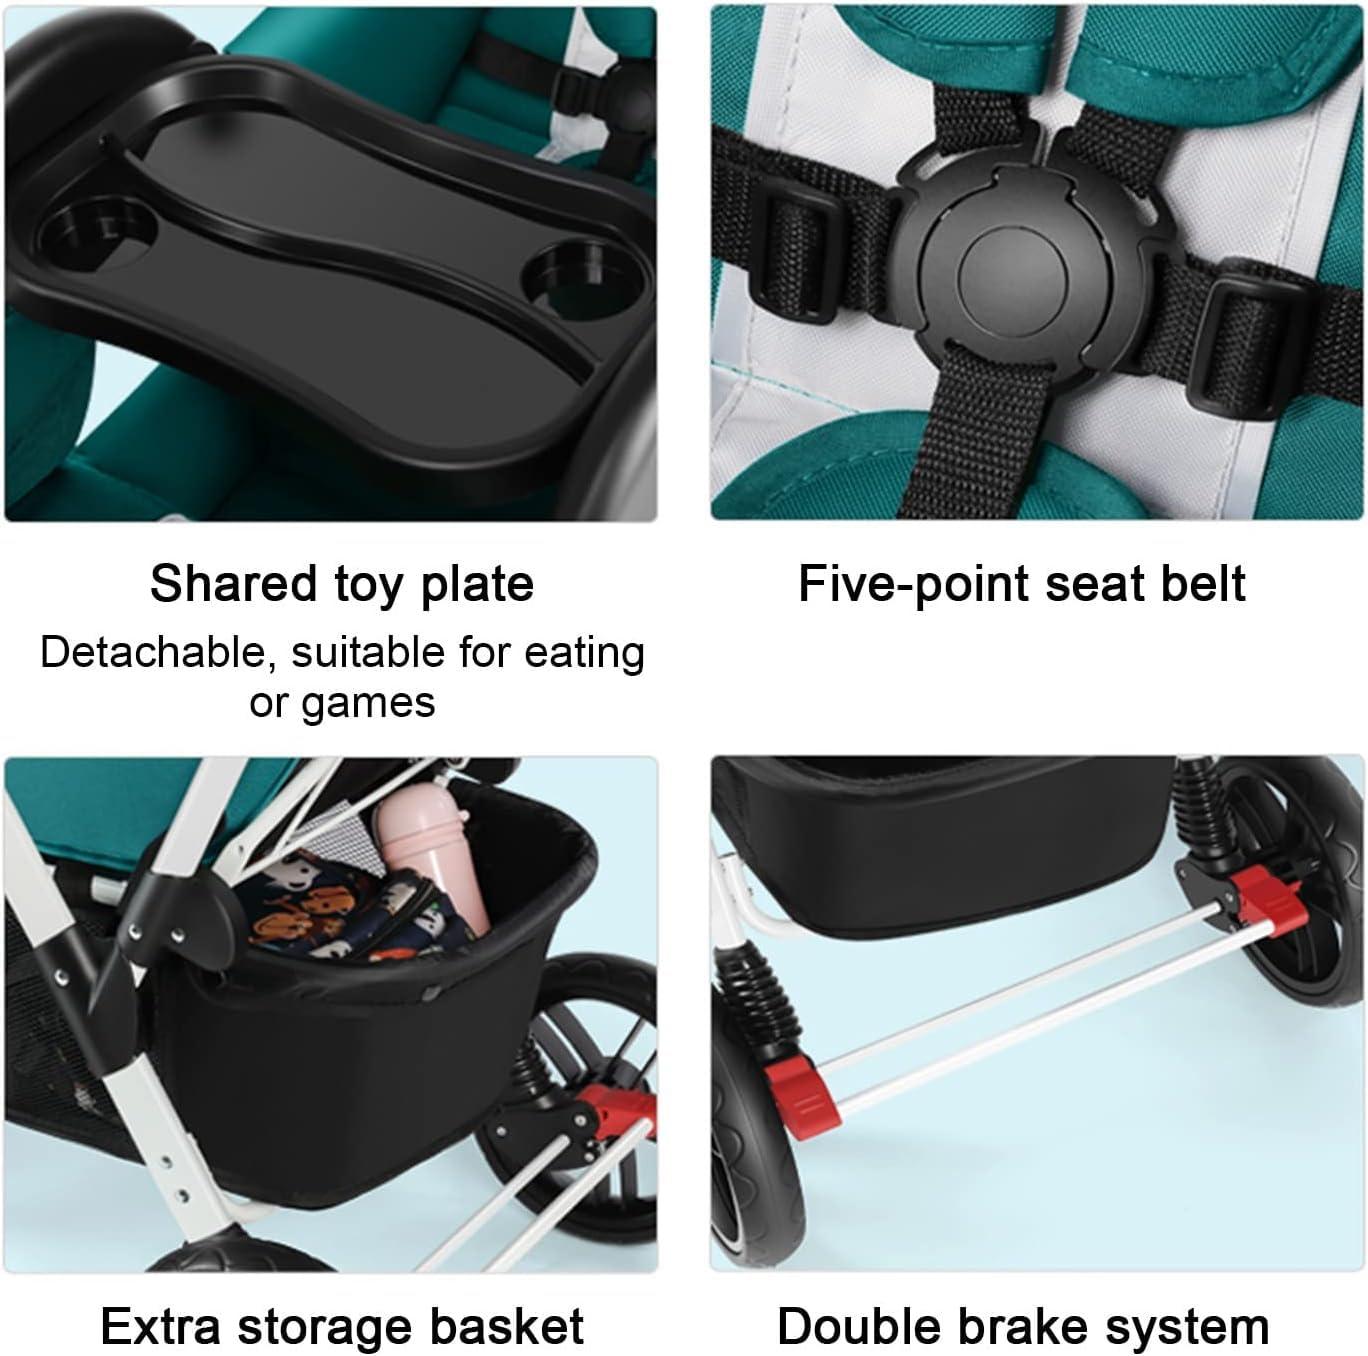 Shared toy plate
Five-point seat belt
Detachable, suitable for eating
or games
Extra storage basket
Double brake system